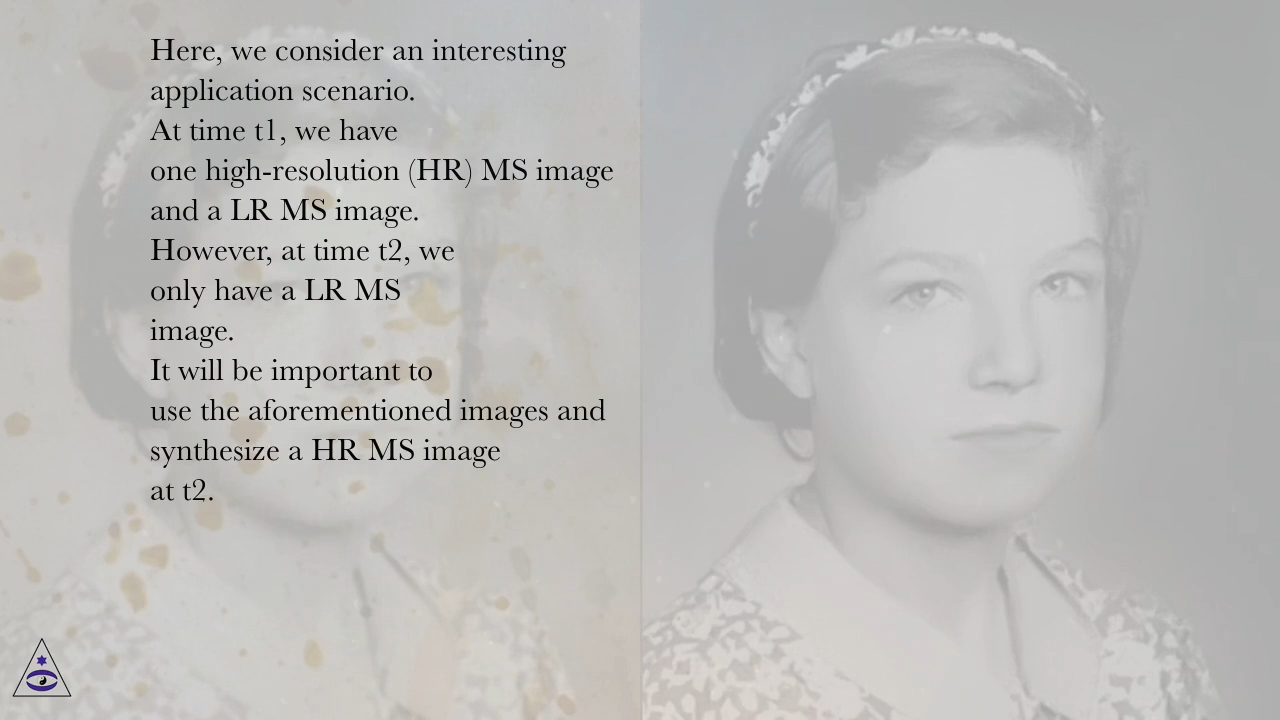 Here, we consider an interesting
application scenario.
At time t1, we have
one high-resolution (HR) MS image
and a LR MS image.
However, at time t2, we
only have a LR MS
image.
It will be important to
use the aforementioned images and
synthesize a HR MS image
at t2.